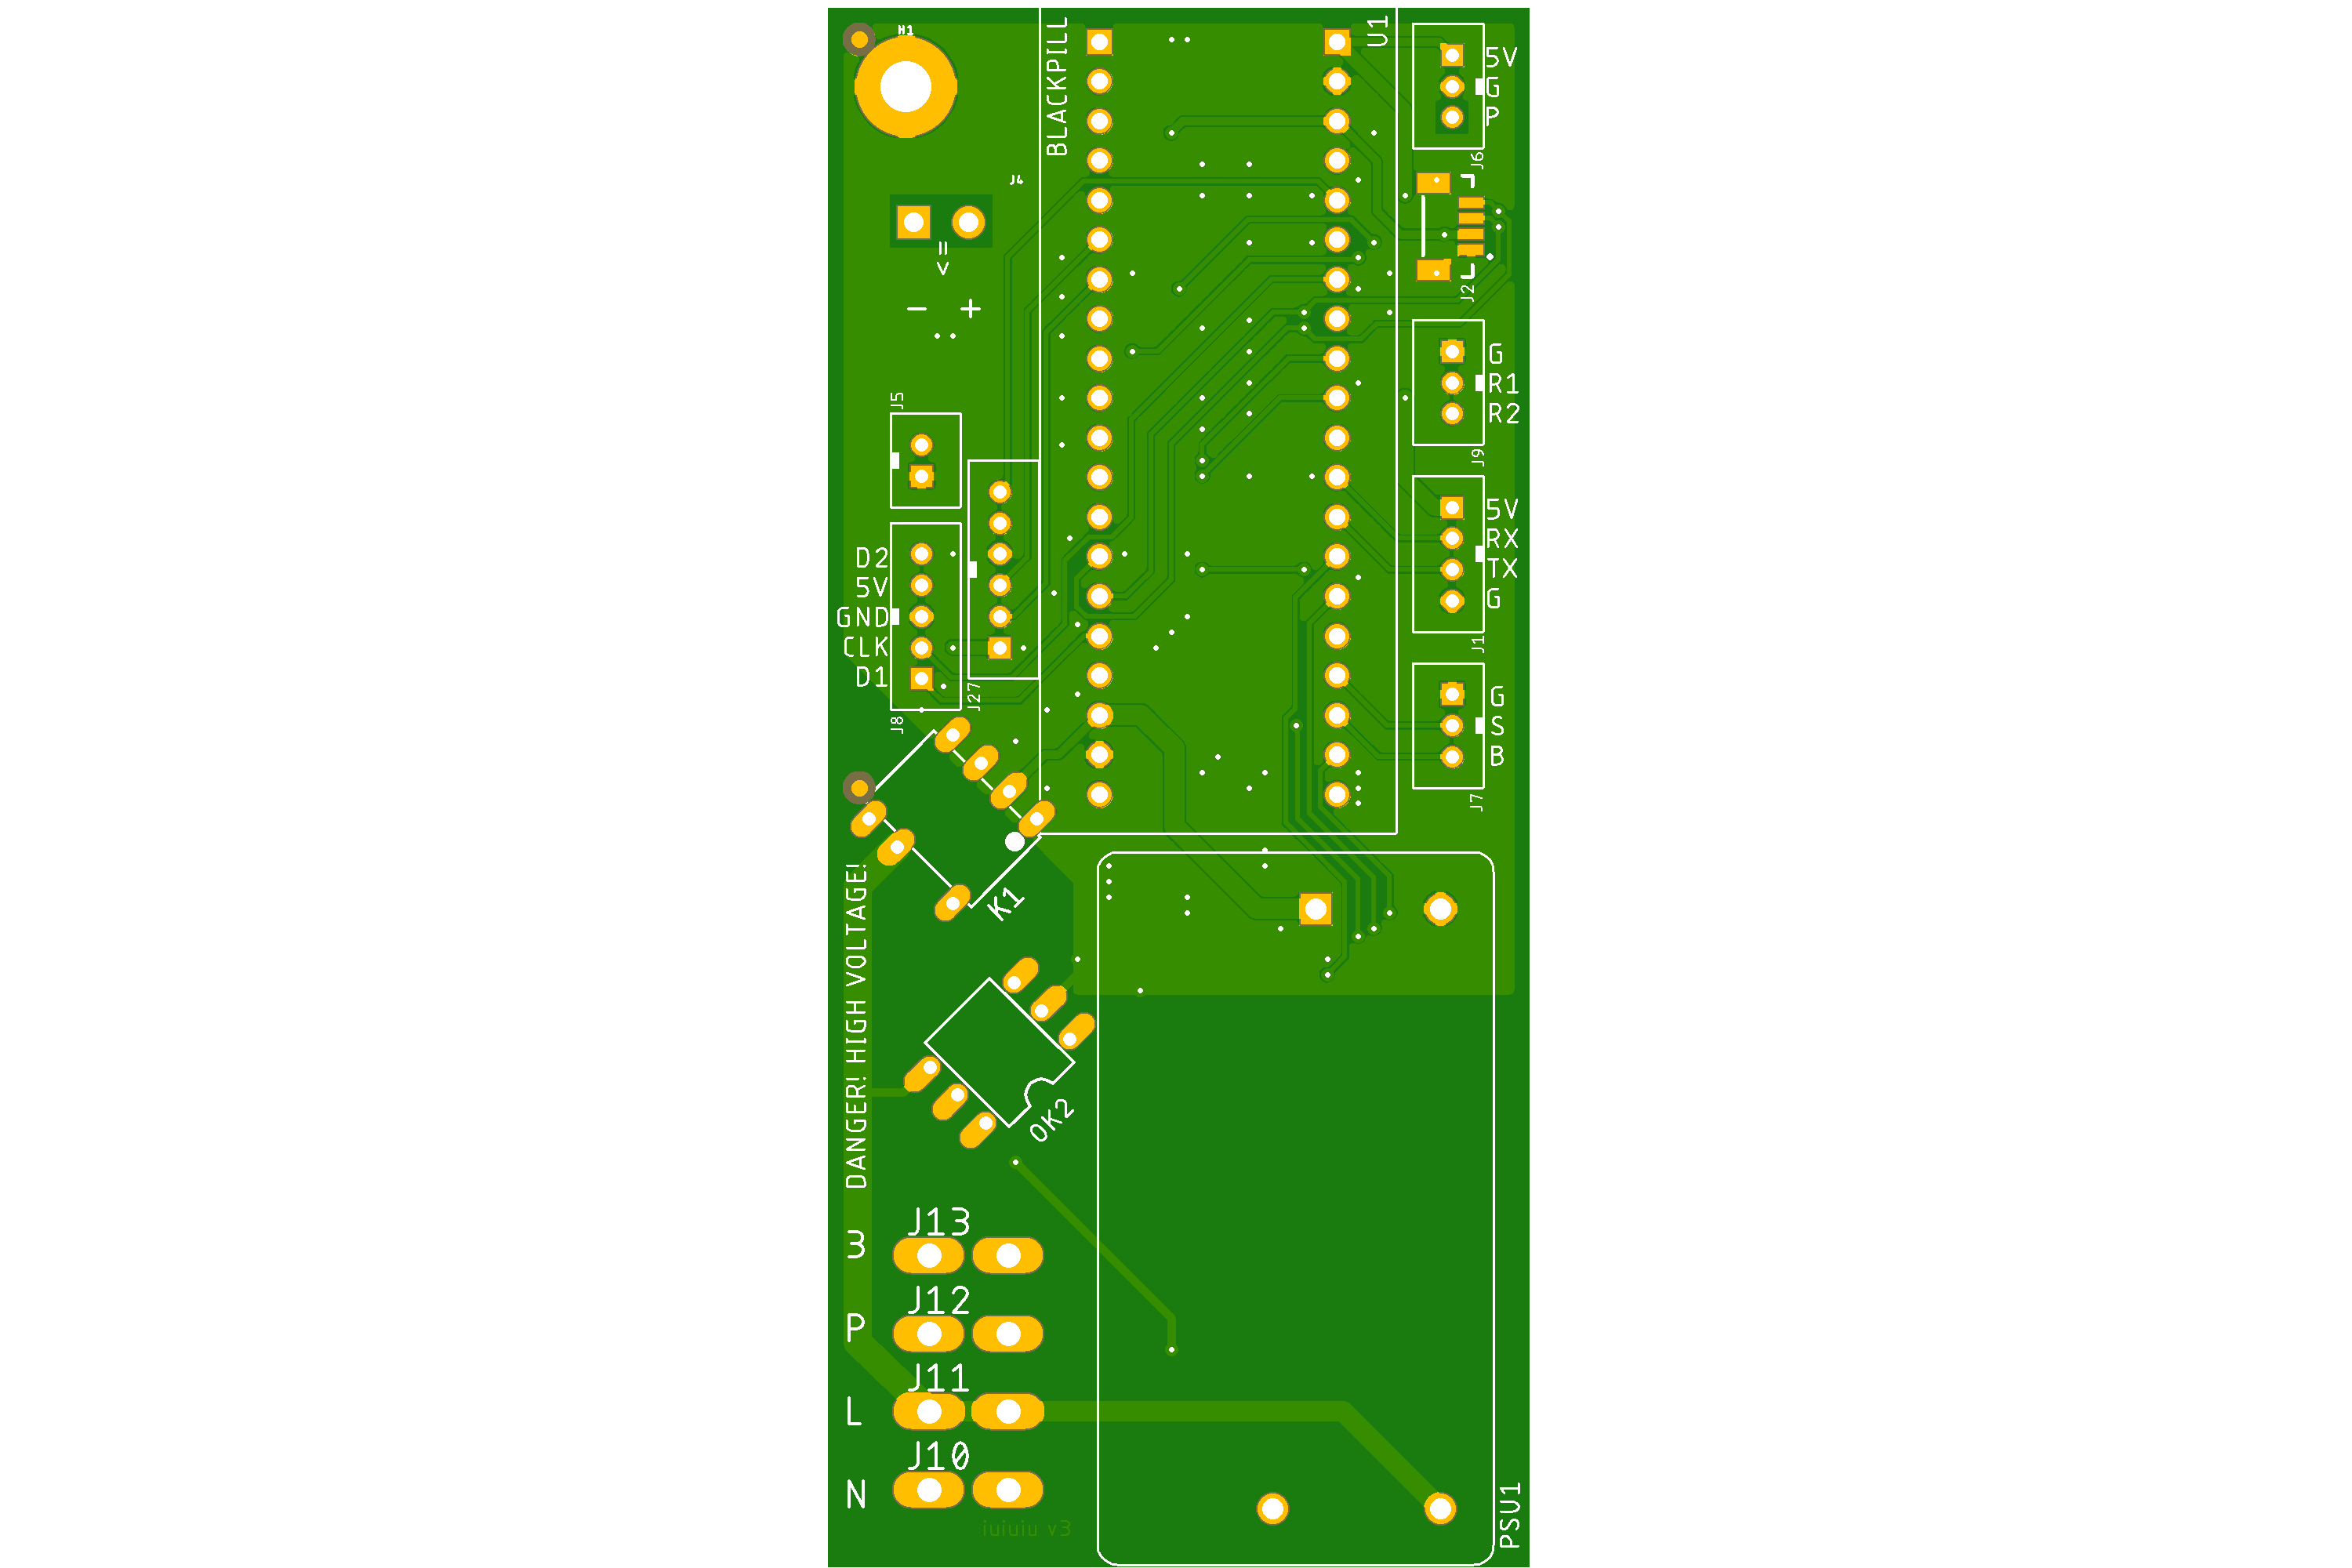 H1
BLACKPILL
U1
5V
G
P
J6
J4
<=
- +
J2
G
R1
R2
J9
J5
5V
RX
TX
G
J1
D2
5V
GND
CLK
D1
J27
J8
G
S
B
J7
K1
DANGER! HIGH VOLTAGE!
OK2
J13
3
J12
P
J11
L
J10
N
PSU1
iuiuiu v3